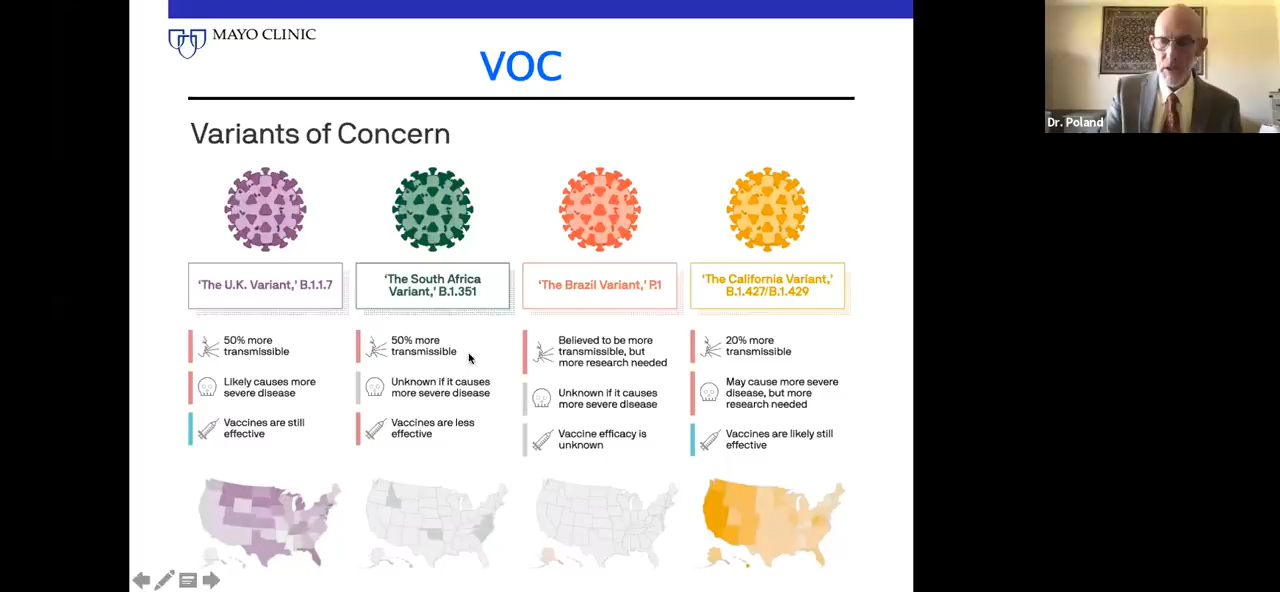 MAYO CLINIC
VOC
Variants of Concern
'The U.K. Variant,' B.1.1.7
50% more
transmissible
Likely causes more
severe disease
Vaccines are still
effective
'The South Africa
Variant,' B.1.351
50% more
transmissible
Unknown if it causes
more severe disease
Vaccines are less
effective
'The Brazil Variant,' P.1
Believed to be more
transmissible, but
more research needed
Unknown if it causes
more severe disease
Vaccine efficacy is
unknown
'The California Variant,'
B.1.427/B.1.429
20% more
transmissible
May cause more severe
disease, but more
research needed
Vaccines are likely still
effective
Dr. Poland